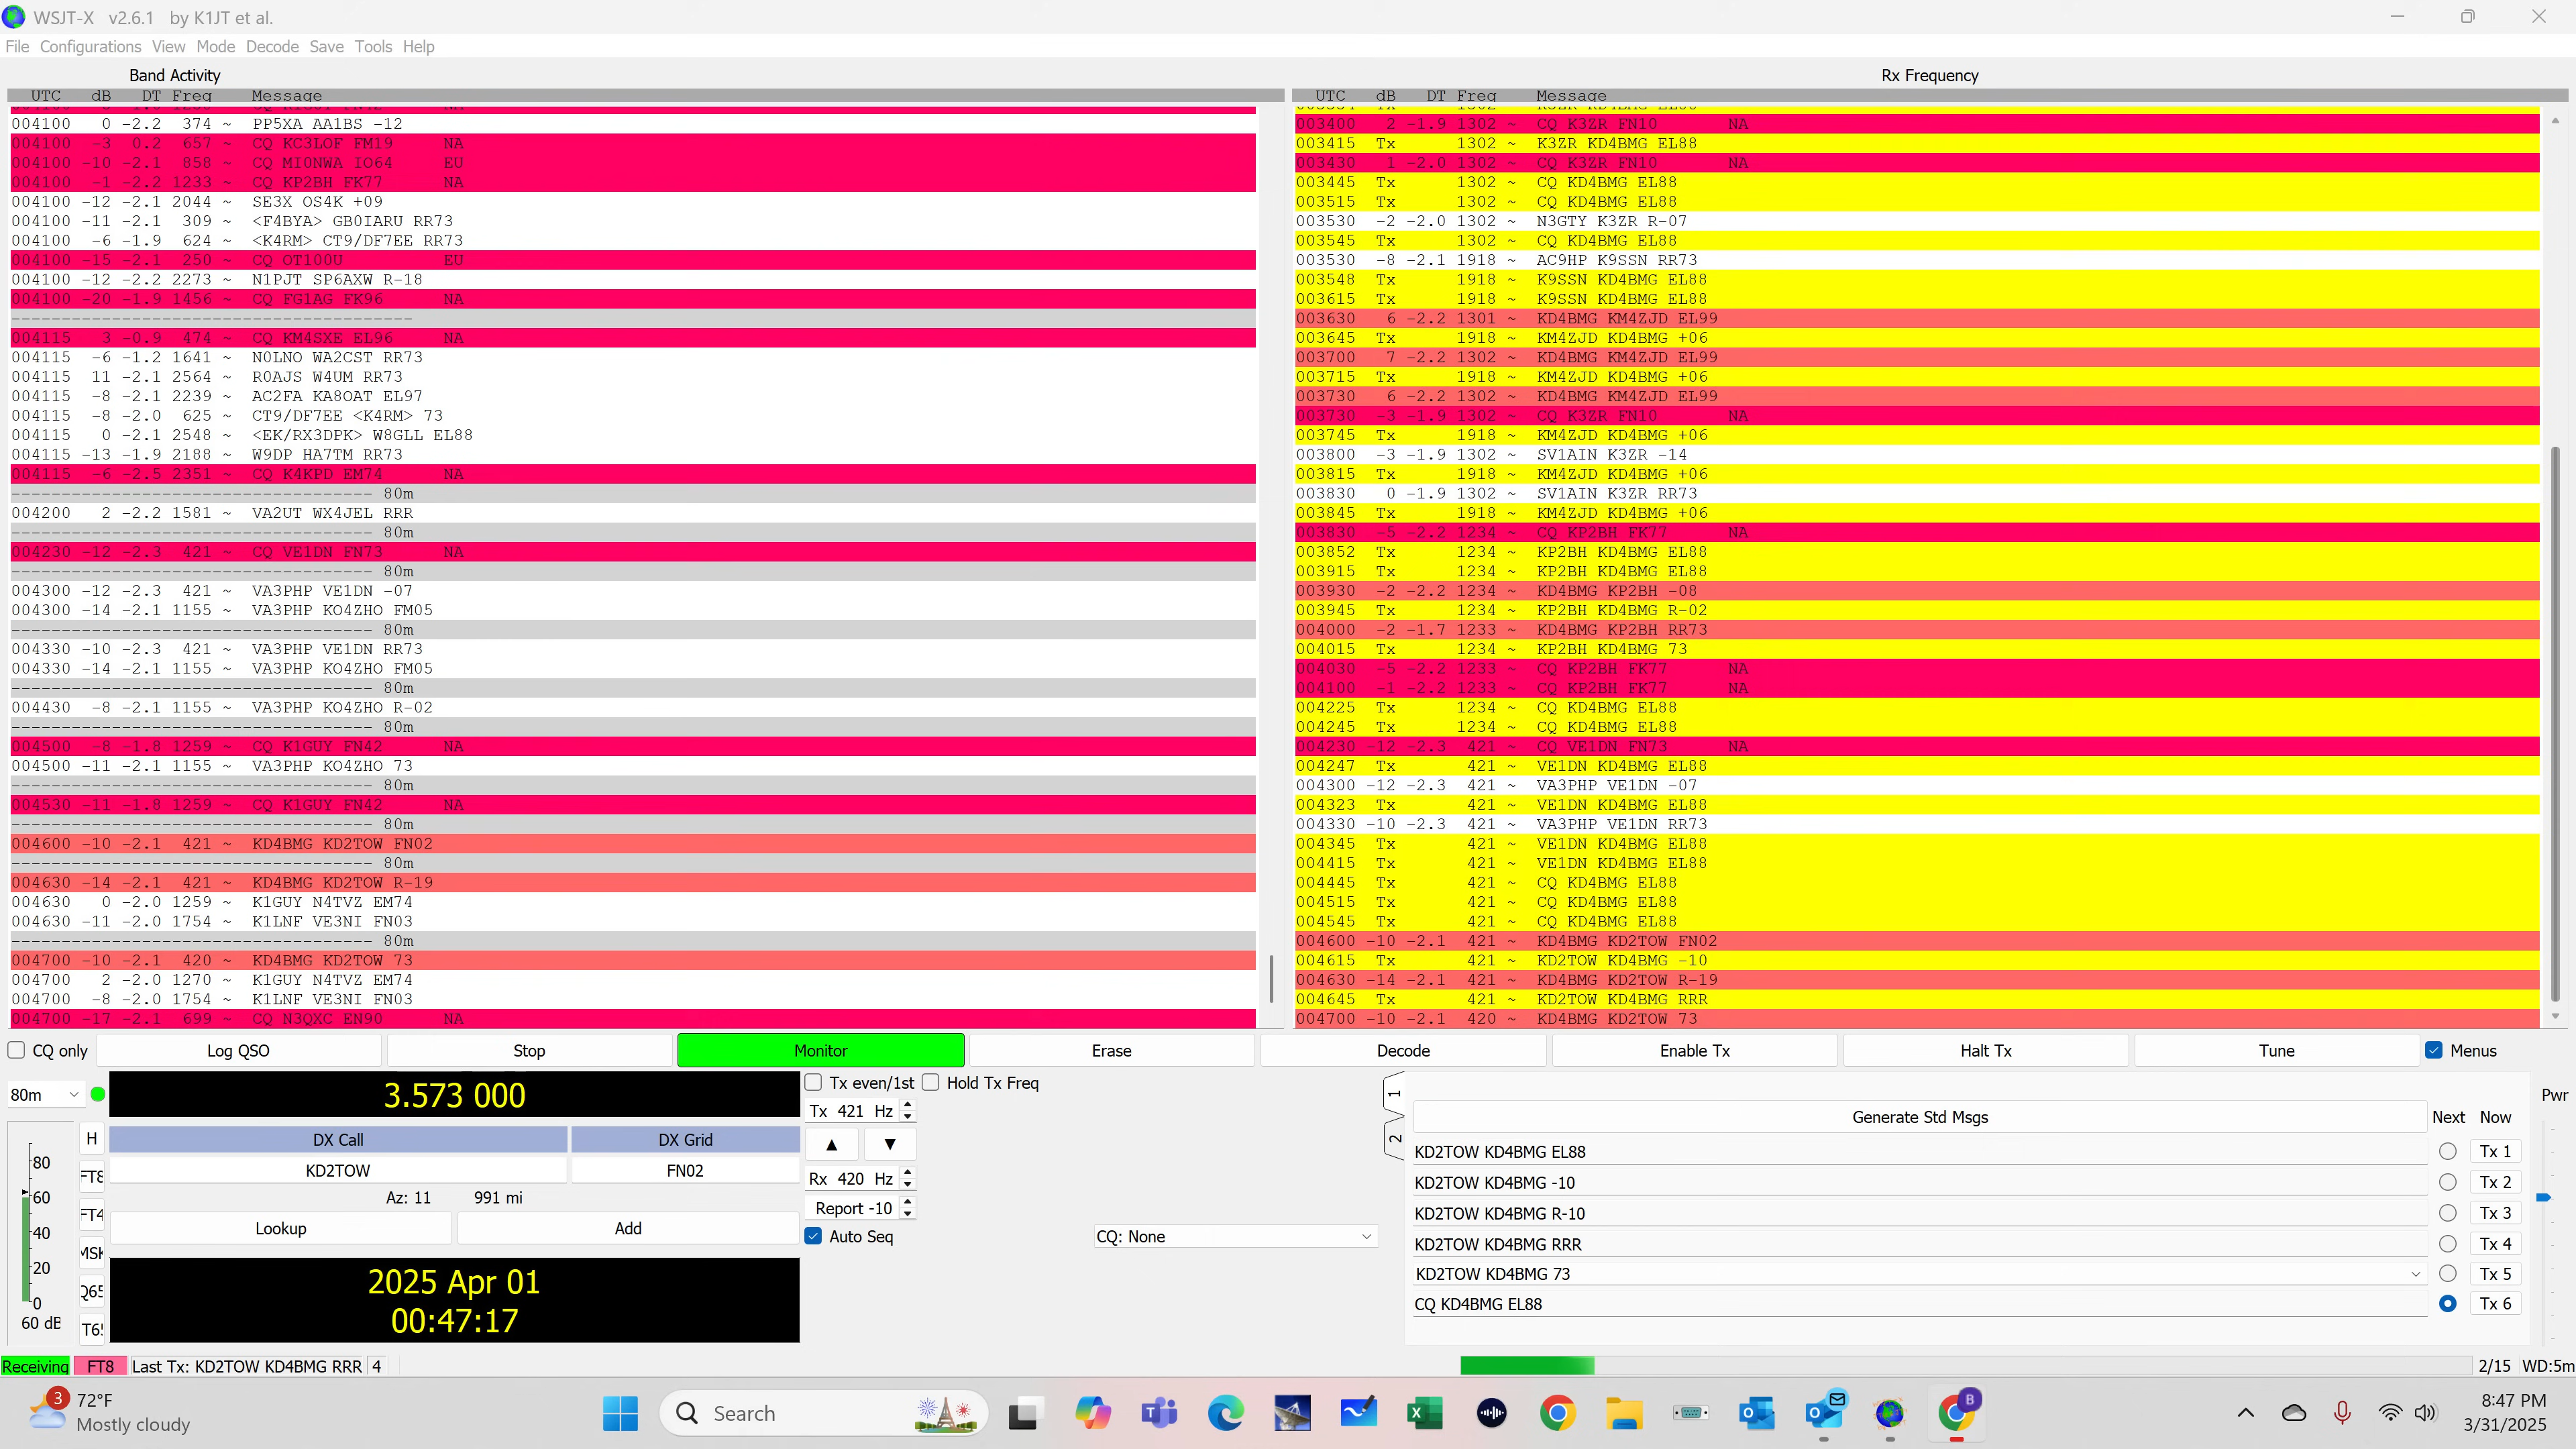 WSJT-X v2.6.1 by K1JT et al.
File Configurations View Mode Decode Save Tools Help
Band Activity
UTC dB DT Freq Message
004100 0 -2.2 374 ~ PP5XA AA1BS -12
004100 -3 0.2 657 ~ CQ KC3LOF FM19 NA
004100 -10 -2.1 858 ~ CQ MI0NWA IO64 EU
004100 -1 -2.2 1233 ~ CQ KP2BH FK77 NA
004100 -12 -2.1 2044 ~ SE3X OS4K +09
004100 -11 -2.1 309 ~ <F4BYA> GB0IARU RR73
004100 -6 -1.9 624 ~ <K4RM> CT9/DF7EE RR73
004100 -15 -2.1 250 ~ CQ OT100U EU
004100 -12 -2.2 2273 ~ N1PJT SP6AXW R-18
004100 -20 -1.9 1456 ~ CQ FG1AG FK96 NA
----------------------------------------
004115 3 -0.9 474 ~ CQ KM4SXE EL96 NA
004115 -6 -1.2 1641 ~ N0LNO WA2CST RR73
004115 11 -2.1 2564 ~ R0AJS W4UM RR73
004115 -8 -2.1 2239 ~ AC2FA KA8OAT EL97
004115 -8 -2.0 625 ~ CT9/DF7EE <K4RM> 73
004115 0 -2.1 2548 ~ <EK/RX3DPK> W8GLL EL88
004115 -13 -1.9 2188 ~ W9DP HA7TM RR73
004115 -6 -2.5 2351 ~ CQ K4KPD EM74 NA
------------------------------------ 80m
004200 2 -2.2 1581 ~ VA2UT WX4JEL RRR
------------------------------------ 80m
004230 -12 -2.3 421 ~ CQ VE1DN FN73 NA
------------------------------------ 80m
004300 -12 -2.3 421 ~ VA3PHP VE1DN -07
004300 -14 -2.1 1155 ~ VA3PHP KO4ZHO FM05
------------------------------------ 80m
004330 -10 -2.3 421 ~ VA3PHP VE1DN RR73
004330 -14 -2.1 1155 ~ VA3PHP KO4ZHO FM05
------------------------------------ 80m
004430 -8 -2.1 1155 ~ VA3PHP KO4ZHO R-02
------------------------------------ 80m
004500 -8 -1.8 1259 ~ CQ K1GUY FN42 NA
004500 -11 -2.1 1155 ~ VA3PHP KO4ZHO 73
------------------------------------ 80m
004530 -11 -1.8 1259 ~ CQ K1GUY FN42 NA
------------------------------------ 80m
004600 -10 -2.1 421 ~ KD4BMG KD2TOW FN02
------------------------------------ 80m
004630 -14 -2.1 421 ~ KD4BMG KD2TOW R-19
004630 0 -2.0 1259 ~ K1GUY N4TVZ EM74
004630 -11 -2.0 1754 ~ K1LNF VE3NI FN03
------------------------------------ 80m
004700 -10 -2.1 420 ~ KD4BMG KD2TOW 73
004700 2 -2.0 1270 ~ K1GUY N4TVZ EM74
004700 -8 -2.0 1754 ~ K1LNF VE3NI FN03
004700 -17 -2.1 699 ~ CQ N3QXC EN90 NA
Rx Frequency
UTC dB DT Freq Message
003400 2 -1.9 1302 ~ CQ K3ZR FN10 NA
003415 Tx 1302 ~ K3ZR KD4BMG EL88
003430 1 -2.0 1302 ~ CQ K3ZR FN10 NA
003445 Tx 1302 ~ CQ KD4BMG EL88
003515 Tx 1302 ~ CQ KD4BMG EL88
003530 -2 -2.0 1302 ~ N3GTY K3ZR R-07
003545 Tx 1302 ~ CQ KD4BMG EL88
003530 -8 -2.1 1918 ~ AC9HP K9SSN RR73
003548 Tx 1918 ~ K9SSN KD4BMG EL88
003615 Tx 1918 ~ K9SSN KD4BMG EL88
003630 6 -2.2 1301 ~ KD4BMG KM4ZJD EL99
003645 Tx 1918 ~ KM4ZJD KD4BMG +06
003700 7 -2.2 1302 ~ KD4BMG KM4ZJD EL99
003715 Tx 1918 ~ KM4ZJD KD4BMG +06
003730 6 -2.2 1302 ~ KD4BMG KM4ZJD EL99
003730 -3 -1.9 1302 ~ CQ K3ZR FN10 NA
003745 Tx 1918 ~ KM4ZJD KD4BMG +06
003800 -3 -1.9 1302 ~ SV1AIN K3ZR -14
003815 Tx 1918 ~ KM4ZJD KD4BMG +06
003830 0 -1.9 1302 ~ SV1AIN K3ZR RR73
003845 Tx 1918 ~ KM4ZJD KD4BMG +06
003830 -5 -2.2 1234 ~ CQ KP2BH FK77 NA
003852 Tx 1234 ~ KP2BH KD4BMG EL88
003915 Tx 1234 ~ KP2BH KD4BMG EL88
003930 -2 -2.2 1234 ~ KD4BMG KP2BH -08
003945 Tx 1234 ~ KP2BH KD4BMG R-02
004000 -2 -1.7 1233 ~ KD4BMG KP2BH RR73
004015 Tx 1234 ~ KP2BH KD4BMG 73
004030 -5 -2.2 1233 ~ CQ KP2BH FK77 NA
004100 -1 -2.2 1233 ~ CQ KP2BH FK77 NA
004225 Tx 1234 ~ CQ KD4BMG EL88
004245 Tx 1234 ~ CQ KD4BMG EL88
004230 -12 -2.3 421 ~ CQ VE1DN FN73 NA
004247 Tx 421 ~ VE1DN KD4BMG EL88
004300 -12 -2.3 421 ~ VA3PHP VE1DN -07
004323 Tx 421 ~ VE1DN KD4BMG EL88
004330 -10 -2.3 421 ~ VA3PHP VE1DN RR73
004345 Tx 421 ~ VE1DN KD4BMG EL88
004415 Tx 421 ~ VE1DN KD4BMG EL88
004445 Tx 421 ~ CQ KD4BMG EL88
004515 Tx 421 ~ CQ KD4BMG EL88
004545 Tx 421 ~ CQ KD4BMG EL88
004600 -10 -2.1 421 ~ KD4BMG KD2TOW FN02
004615 Tx 421 ~ KD2TOW KD4BMG -10
004630 -14 -2.1 421 ~ KD4BMG KD2TOW R-19
004645 Tx 421 ~ KD2TOW KD4BMG RRR
004700 -10 -2.1 420 ~ KD4BMG KD2TOW 73
CQ only Log QSO Stop Monitor Erase Decode Enable Tx Halt Tx Tune Menus
80m 3.573 000
Tx even/1st Hold Tx Freq
Tx 421 Hz
Rx 420 Hz
Report -10
Auto Seq
CQ: None
DX Call DX Grid
KD2TOW FN02
Az: 11 991 mi
Lookup Add
2025 Apr 01
00:47:17
80
60
40
20
0
60 dB
H
FT8
FT4
MSK
Q65
T65
1
2
Generate Std Msgs Next Now Pwr
KD2TOW KD4BMG EL88 Tx 1
KD2TOW KD4BMG -10 Tx 2
KD2TOW KD4BMG R-10 Tx 3
KD2TOW KD4BMG RRR Tx 4
KD2TOW KD4BMG 73 Tx 5
CQ KD4BMG EL88 Tx 6
Receiving FT8 Last Tx: KD2TOW KD4BMG RRR 4 2/15 WD:5m
3 72°F
Mostly cloudy
Search
B
8:47 PM
3/31/2025